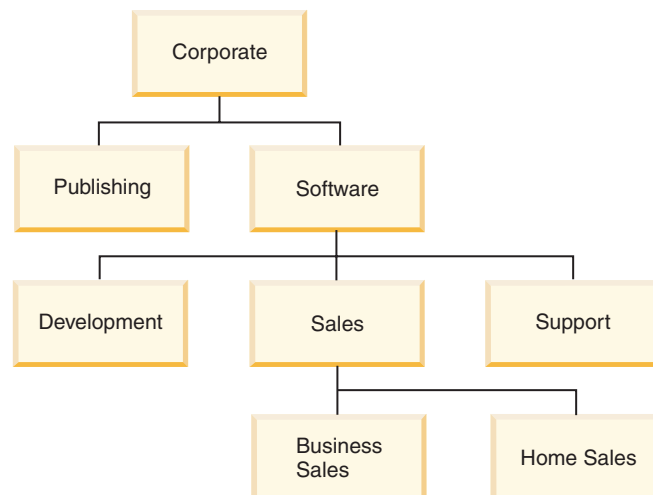 Corporate
Publishing
Software
Development
Sales
Support
Business
Sales
Home Sales